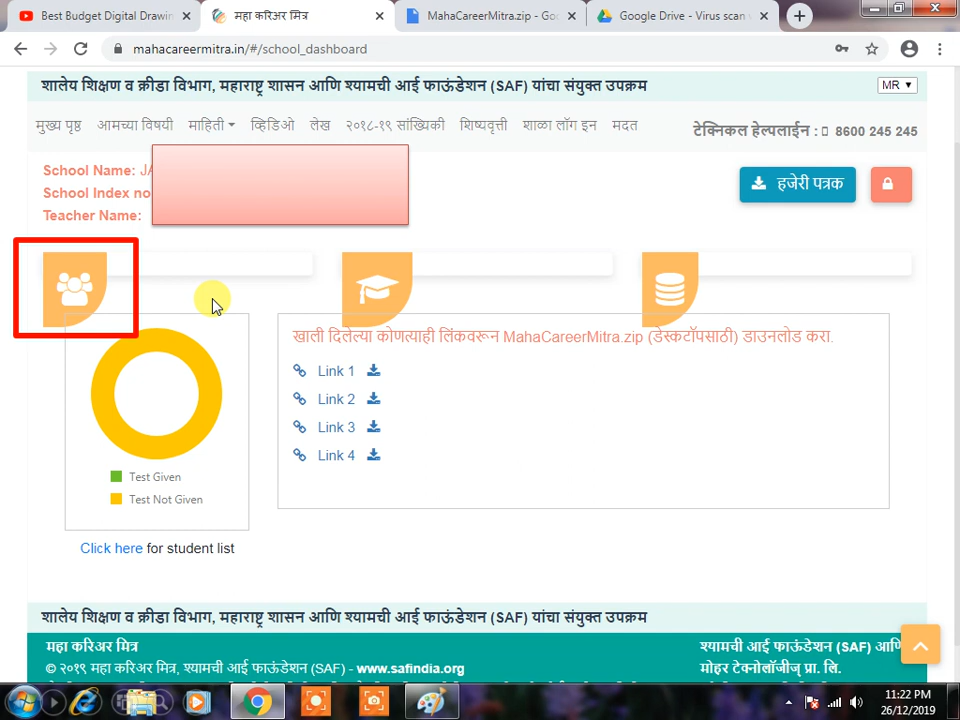 Best Budget Digital Drawin
महा करिअर मित्र
MahaCareerMitra.zip - Goo
Google Drive - Virus scan
mahacareermitra.in/#/school_dashboard
शालेय शिक्षण व क्रीडा विभाग, महाराष्ट्र शासन आणि श्यामची आई फाऊंडेशन (SAF) यांचा संयुक्त उपक्रम
MR
मुख्य पृष्ठ आमच्या विषयी माहिती व्हिडिओ लेख २०१८-१९ सांख्यिकी शिष्यवृत्ती शाळा लॉग इन मदत
टेक्निकल हेल्पलाईन : 8600 245 245
School Name: JA
School Index no
Teacher Name:
हजेरी पत्रक
खाली दिलेल्या कोणत्याही लिंकवरून MahaCareerMitra.zip (डेस्कटॉपसाठी) डाउनलोड करा.
Link 1
Link 2
Link 3
Link 4
Test Given
Test Not Given
Click here for student list
शालेय शिक्षण व क्रीडा विभाग, महाराष्ट्र शासन आणि श्यामची आई फाऊंडेशन (SAF) यांचा संयुक्त उपक्रम
महा करिअर मित्र
© २०१९ महा करिअर मित्र, श्यामची आई फाऊंडेशन (SAF) - www.safindia.org
श्यामची आई फाऊंडेशन (SAF) आणि
मोहर टेक्नोलॉजीज् प्रा. लि.
11:22 PM
26/12/2019